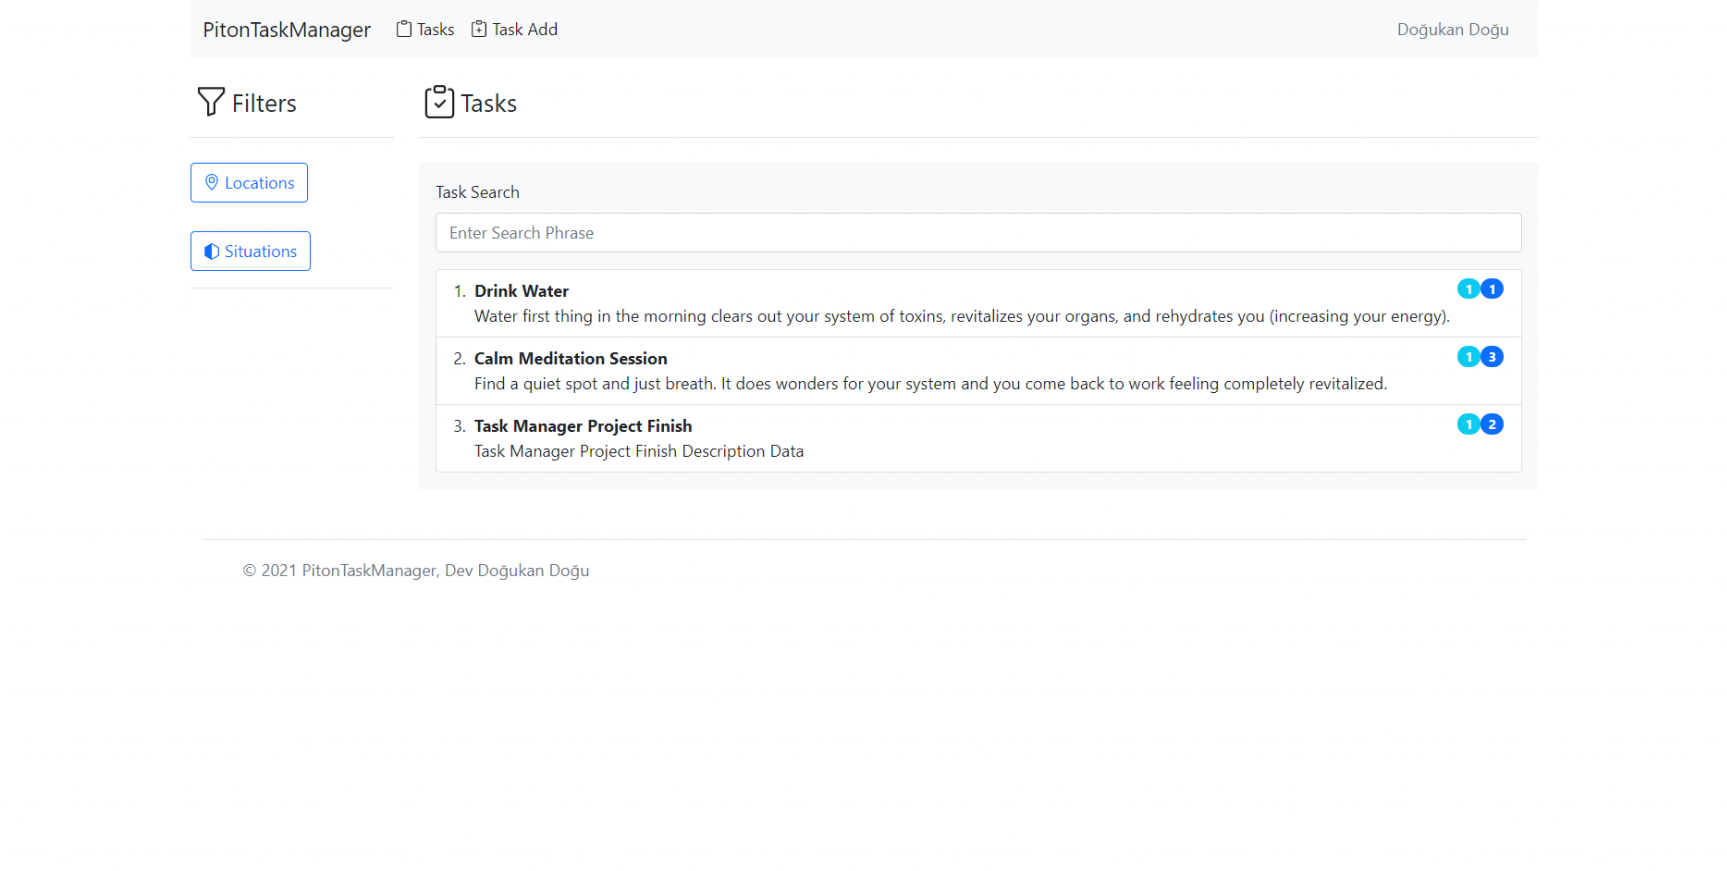 PitonTaskManager Tasks Task Add Doğukan Doğu
Filters
Tasks
Locations
Situations
Task Search
Enter Search Phrase
1. Drink Water 1 1
Water first thing in the morning clears out your system of toxins, revitalizes your organs, and rehydrates you (increasing your energy).
2. Calm Meditation Session 1 3
Find a quiet spot and just breath. It does wonders for your system and you come back to work feeling completely revitalized.
3. Task Manager Project Finish 1 2
Task Manager Project Finish Description Data
© 2021 PitonTaskManager, Dev Doğukan Doğu